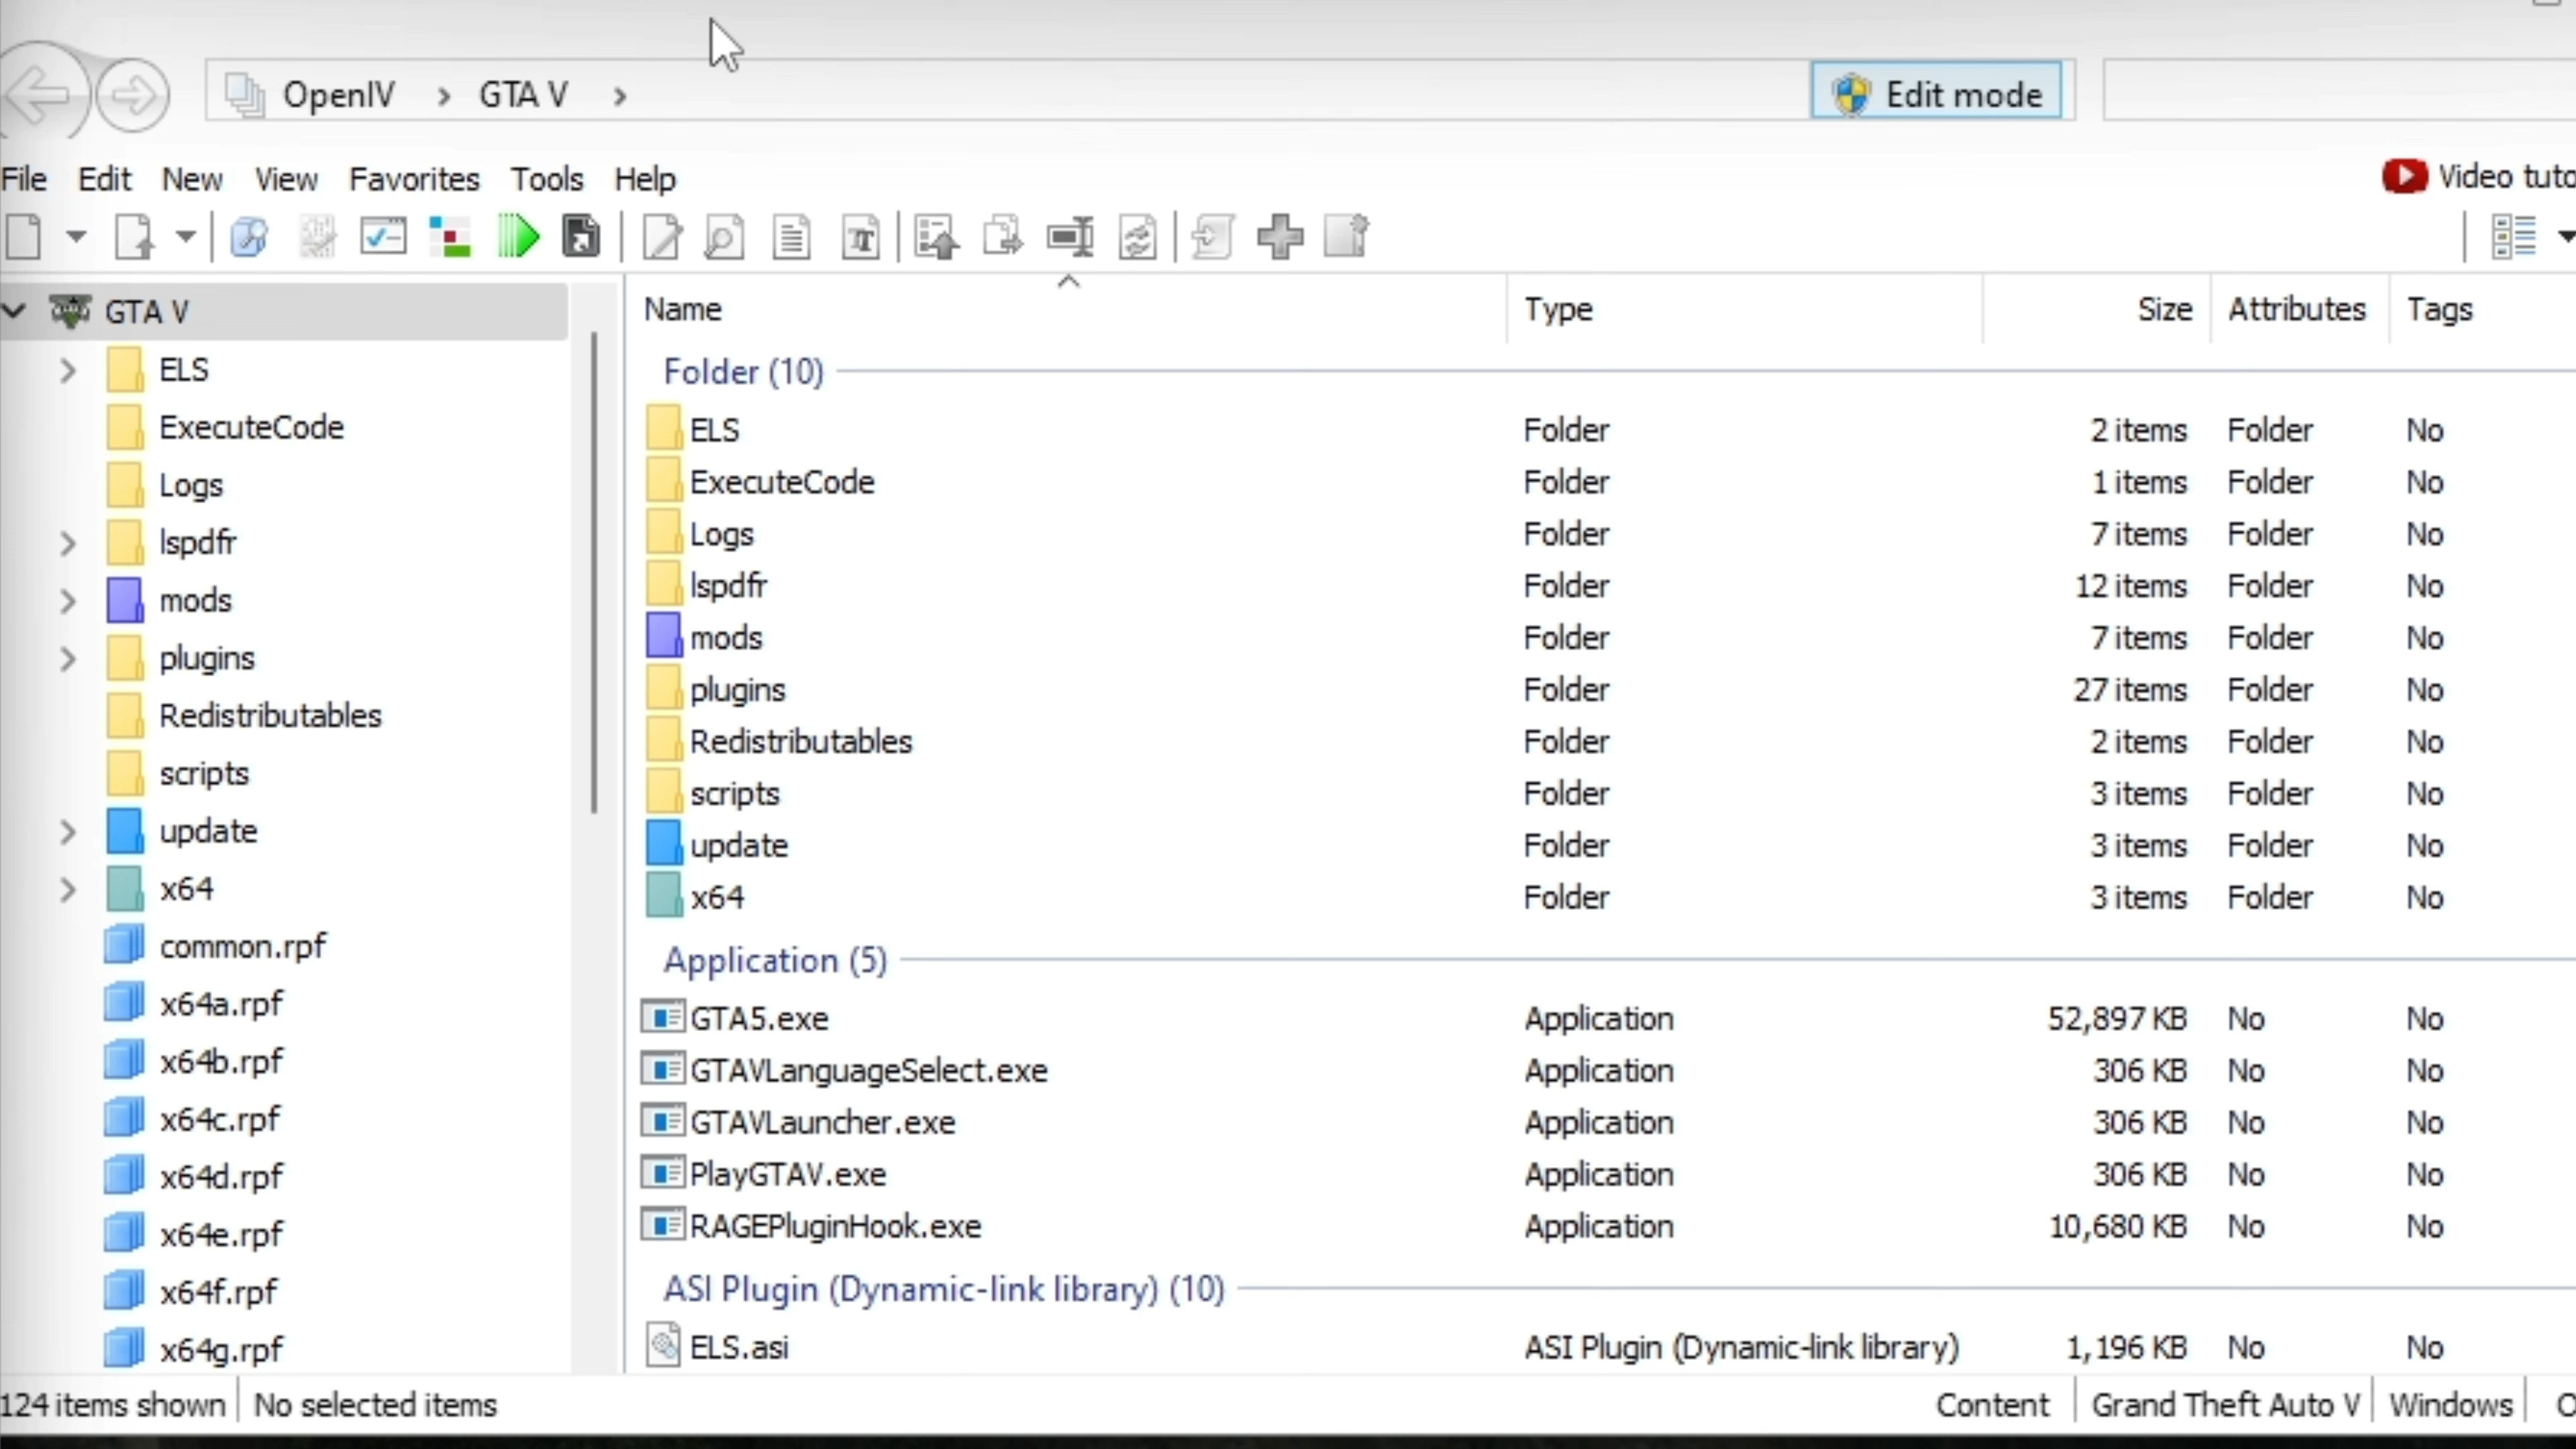 OpenIV > GTA V >
Edit mode
File Edit New View Favorites Tools Help
Video
GTA V
ELS
ExecuteCode
Logs
lspdfr
mods
plugins
Redistributables
scripts
update
x64
common.rpf
x64a.rpf
x64b.rpf
x64c.rpf
x64d.rpf
x64e.rpf
x64f.rpf
x64g.rpf
Name Type Size Attributes Tags
Folder (10)
ELS Folder 2 items Folder No
ExecuteCode Folder 1 items Folder No
Logs Folder 7 items Folder No
lspdfr Folder 12 items Folder No
mods Folder 7 items Folder No
plugins Folder 27 items Folder No
Redistributables Folder 2 items Folder No
scripts Folder 3 items Folder No
update Folder 3 items Folder No
x64 Folder 3 items Folder No
Application (5)
GTA5.exe Application 52,897 KB No No
GTAVLanguageSelect.exe Application 306 KB No No
GTAVLauncher.exe Application 306 KB No No
PlayGTAV.exe Application 306 KB No No
RAGEPluginHook.exe Application 10,680 KB No No
ASI Plugin (Dynamic-link library) (10)
ELS.asi ASI Plugin (Dynamic-link library) 1,196 KB No No
124 items shown No selected items Content Grand Theft Auto V Windows